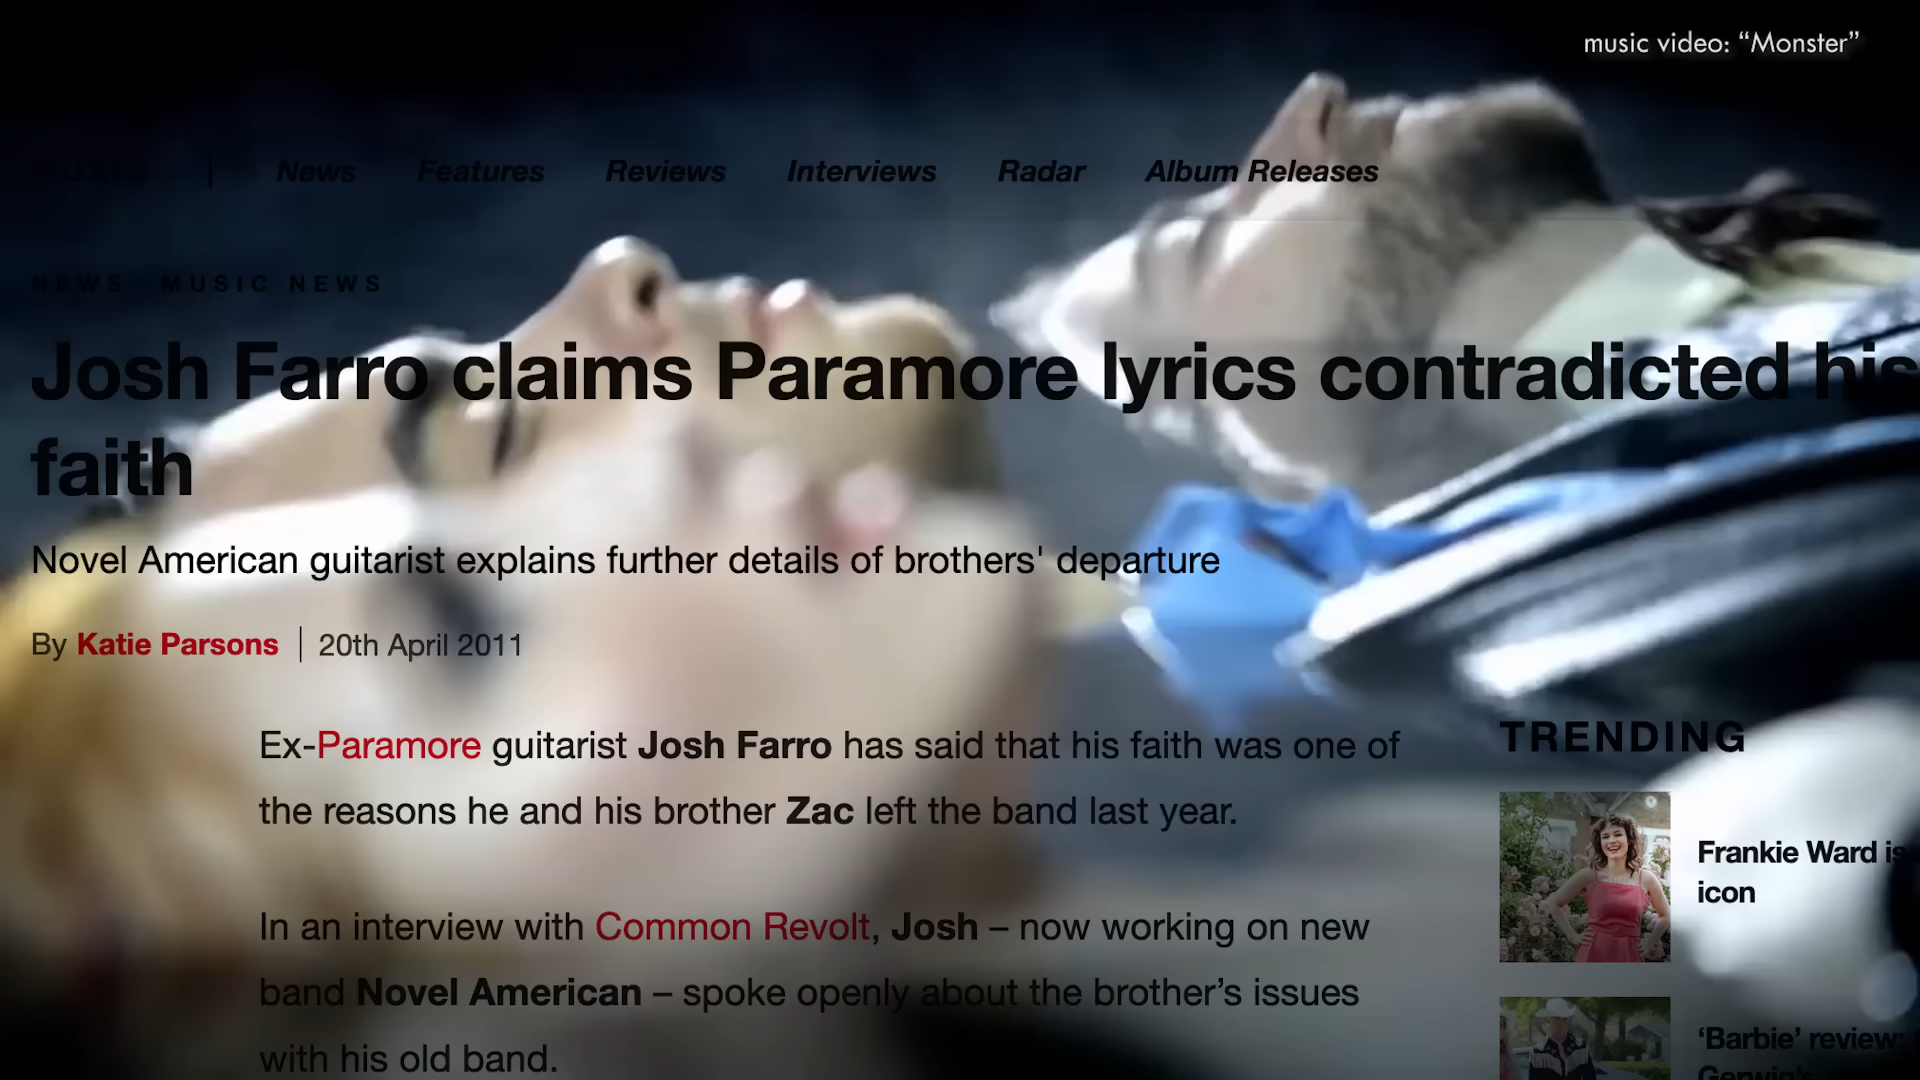 music video: “Monster”
News Features Reviews Interviews Radar Album Releases
NEWS MUSIC NEWS
Josh Farro claims Paramore lyrics contradicted his
faith
Novel American guitarist explains further details of brothers' departure
By Katie Parsons | 20th April 2011
Ex-Paramore guitarist Josh Farro has said that his faith was one of
the reasons he and his brother Zac left the band last year.
In an interview with Common Revolt, Josh – now working on new
band Novel American – spoke openly about the brother’s issues
with his old band.
TRENDING
Frankie Ward is
icon
‘Barbie’ review:
Gerwig's